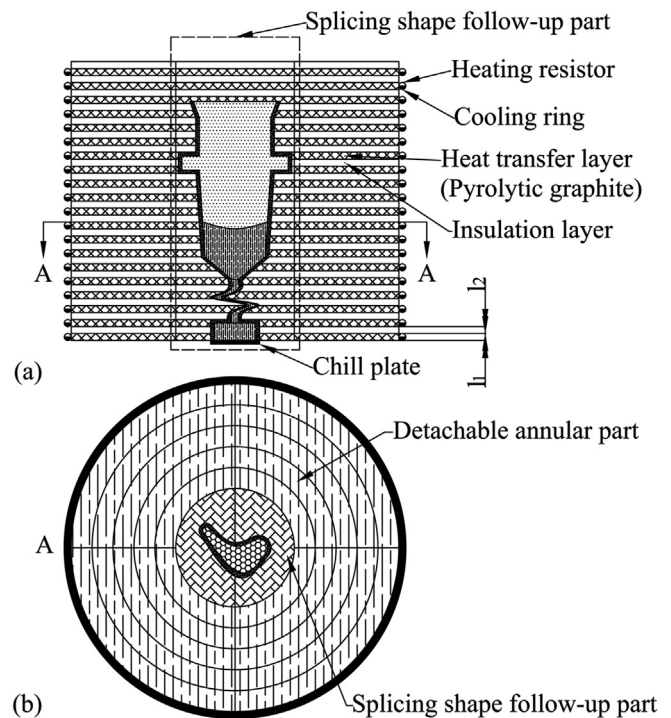 Splicing shape follow-up part
Heating resistor
Cooling ring
Heat transfer layer
(Pyrolytic graphite)
Insulation layer
A
A
l2
l1
Chill plate
(a)
Detachable annular part
A
Splicing shape follow-up part
(b)